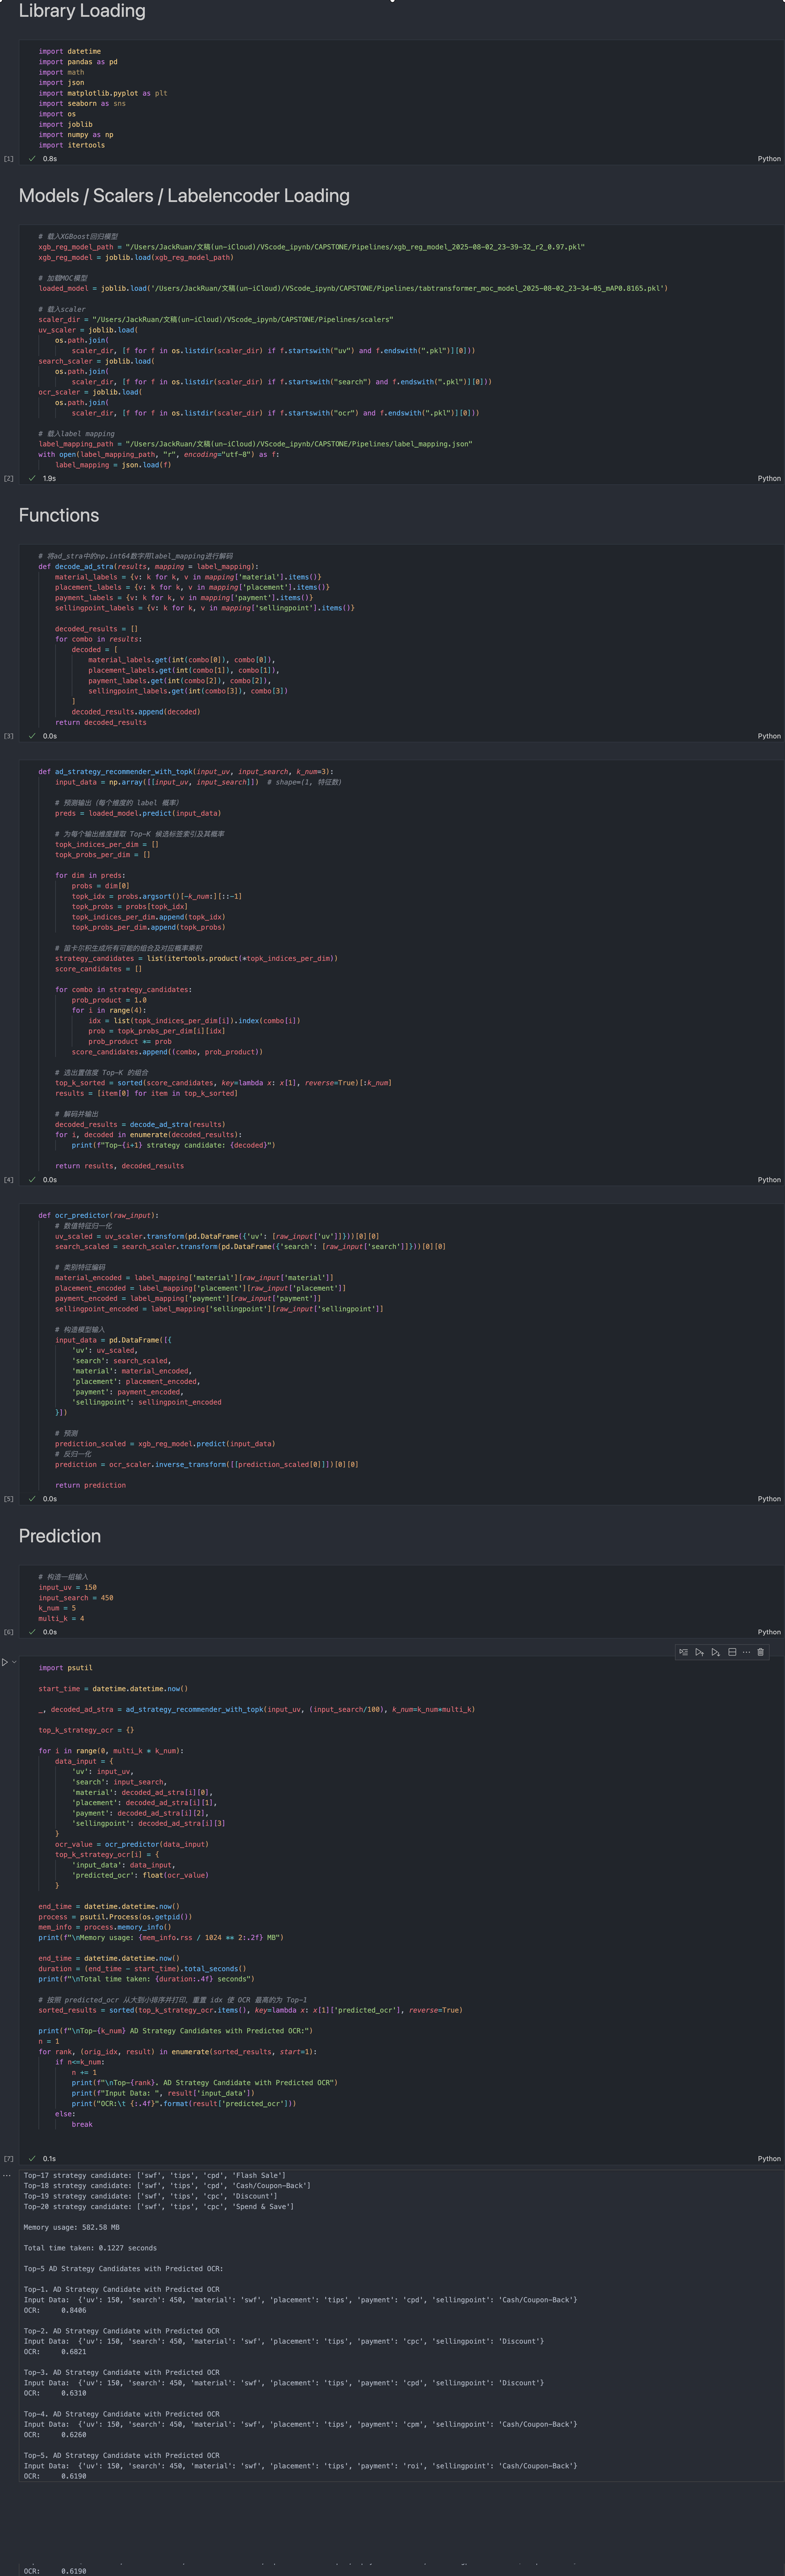 Library Loading
import datetime
import pandas as pd
import math
import json
import matplotlib.pyplot as plt
import seaborn as sns
import os
import joblib
import numpy as np
import itertools
[1] ✓ 0.8s Python
Models / Scalers / Labelencoder Loading
# 载入XGBoost回归模型
xgb_reg_model_path = "/Users/JackRuan/文稿(un-iCloud)/VScode_ipynb/CAPSTONE/Pipelines/xgb_reg_model_2025-08-02_23-39-32_r2_0.97.pkl"
xgb_reg_model = joblib.load(xgb_reg_model_path)
# 加载MOC模型
loaded_model = joblib.load('/Users/JackRuan/文稿(un-iCloud)/VScode_ipynb/CAPSTONE/Pipelines/tabtransformer_moc_model_2025-08-02_23-34-05_mAP0.8165.pkl')
# 载入scaler
scaler_dir = "/Users/JackRuan/文稿(un-iCloud)/VScode_ipynb/CAPSTONE/Pipelines/scalers"
uv_scaler = joblib.load(
    os.path.join(
        scaler_dir, [f for f in os.listdir(scaler_dir) if f.startswith("uv") and f.endswith(".pkl")][0]))
search_scaler = joblib.load(
    os.path.join(
        scaler_dir, [f for f in os.listdir(scaler_dir) if f.startswith("search") and f.endswith(".pkl")][0]))
ocr_scaler = joblib.load(
    os.path.join(
        scaler_dir, [f for f in os.listdir(scaler_dir) if f.startswith("ocr") and f.endswith(".pkl")][0]))
# 载入label mapping
label_mapping_path = "/Users/JackRuan/文稿(un-iCloud)/VScode_ipynb/CAPSTONE/Pipelines/label_mapping.json"
with open(label_mapping_path, "r", encoding="utf-8") as f:
    label_mapping = json.load(f)
[2] ✓ 1.9s Python
Functions
# 将ad_stra中的np.int64数字用label_mapping进行解码
def decode_ad_stra(results, mapping = label_mapping):
    material_labels = {v: k for k, v in mapping['material'].items()}
    placement_labels = {v: k for k, v in mapping['placement'].items()}
    payment_labels = {v: k for k, v in mapping['payment'].items()}
    sellingpoint_labels = {v: k for k, v in mapping['sellingpoint'].items()}
    decoded_results = []
    for combo in results:
        decoded = [
            material_labels.get(int(combo[0]), combo[0]),
            placement_labels.get(int(combo[1]), combo[1]),
            payment_labels.get(int(combo[2]), combo[2]),
            sellingpoint_labels.get(int(combo[3]), combo[3])
        ]
        decoded_results.append(decoded)
    return decoded_results
[3] ✓ 0.0s Python
def ad_strategy_recommender_with_topk(input_uv, input_search, k_num=3):
    input_data = np.array([[input_uv, input_search]])  # shape=(1, 特征数)
    # 预测输出（每个维度的 label 概率）
    preds = loaded_model.predict(input_data)
    # 为每个输出维度提取 Top-K 候选标签索引及其概率
    topk_indices_per_dim = []
    topk_probs_per_dim = []
    for dim in preds:
        probs = dim[0]
        topk_idx = probs.argsort()[-k_num:][::-1]
        topk_probs = probs[topk_idx]
        topk_indices_per_dim.append(topk_idx)
        topk_probs_per_dim.append(topk_probs)
    # 笛卡尔积生成所有可能的组合及对应概率乘积
    strategy_candidates = list(itertools.product(*topk_indices_per_dim))
    score_candidates = []
    for combo in strategy_candidates:
        prob_product = 1.0
        for i in range(4):
            idx = list(topk_indices_per_dim[i]).index(combo[i])
            prob = topk_probs_per_dim[i][idx]
            prob_product *= prob
        score_candidates.append((combo, prob_product))
    # 选出置信度 Top-K 的组合
    top_k_sorted = sorted(score_candidates, key=lambda x: x[1], reverse=True)[:k_num]
    results = [item[0] for item in top_k_sorted]
    # 解码并输出
    decoded_results = decode_ad_stra(results)
    for i, decoded in enumerate(decoded_results):
        print(f"Top-{i+1} strategy candidate: {decoded}")
    return results, decoded_results
[4] ✓ 0.0s Python
def ocr_predictor(raw_input):
    # 数值特征归一化
    uv_scaled = uv_scaler.transform(pd.DataFrame({'uv': [raw_input['uv']]}))[0][0]
    search_scaled = search_scaler.transform(pd.DataFrame({'search': [raw_input['search']]}))[0][0]
    # 类别特征编码
    material_encoded = label_mapping['material'][raw_input['material']]
    placement_encoded = label_mapping['placement'][raw_input['placement']]
    payment_encoded = label_mapping['payment'][raw_input['payment']]
    sellingpoint_encoded = label_mapping['sellingpoint'][raw_input['sellingpoint']]
    # 构造模型输入
    input_data = pd.DataFrame([{
        'uv': uv_scaled,
        'search': search_scaled,
        'material': material_encoded,
        'placement': placement_encoded,
        'payment': payment_encoded,
        'sellingpoint': sellingpoint_encoded
    }])
    # 预测
    prediction_scaled = xgb_reg_model.predict(input_data)
    # 反归一化
    prediction = ocr_scaler.inverse_transform([[prediction_scaled[0]]])[0][0]
    return prediction
[5] ✓ 0.0s Python
Prediction
# 构造一组输入
input_uv = 150
input_search = 450
k_num = 5
multi_k = 4
[6] ✓ 0.0s Python
import psutil
start_time = datetime.datetime.now()
_, decoded_ad_stra = ad_strategy_recommender_with_topk(input_uv, (input_search/100), k_num=k_num*multi_k)
top_k_strategy_ocr = {}
for i in range(0, multi_k * k_num):
    data_input = {
        'uv': input_uv,
        'search': input_search,
        'material': decoded_ad_stra[i][0],
        'placement': decoded_ad_stra[i][1],
        'payment': decoded_ad_stra[i][2],
        'sellingpoint': decoded_ad_stra[i][3]
    }
    ocr_value = ocr_predictor(data_input)
    top_k_strategy_ocr[i] = {
        'input_data': data_input,
        'predicted_ocr': float(ocr_value)
    }
end_time = datetime.datetime.now()
process = psutil.Process(os.getpid())
mem_info = process.memory_info()
print(f"\nMemory usage: {mem_info.rss / 1024 ** 2:.2f} MB")
end_time = datetime.datetime.now()
duration = (end_time - start_time).total_seconds()
print(f"\nTotal time taken: {duration:.4f} seconds")
# 按照 predicted_ocr 从大到小排序并打印，重置 idx 使 OCR 最高的为 Top-1
sorted_results = sorted(top_k_strategy_ocr.items(), key=lambda x: x[1]['predicted_ocr'], reverse=True)
print(f"\nTop-{k_num} AD Strategy Candidates with Predicted OCR:")
n = 1
for rank, (orig_idx, result) in enumerate(sorted_results, start=1):
    if n<=k_num:
        n += 1
        print(f"\nTop-{rank}. AD Strategy Candidate with Predicted OCR")
        print("Input Data: ", result['input_data'])
        print("OCR:\t {:.4f}".format(result['predicted_ocr']))
    else:
        break
[7] ✓ 0.1s Python
Top-17 strategy candidate: ['swf', 'tips', 'cpd', 'Flash Sale']
Top-18 strategy candidate: ['swf', 'tips', 'cpd', 'Cash/Coupon-Back']
Top-19 strategy candidate: ['swf', 'tips', 'cpc', 'Discount']
Top-20 strategy candidate: ['swf', 'tips', 'cpc', 'Spend & Save']
Memory usage: 582.58 MB
Total time taken: 0.1227 seconds
Top-5 AD Strategy Candidates with Predicted OCR:
Top-1. AD Strategy Candidate with Predicted OCR
Input Data:  {'uv': 150, 'search': 450, 'material': 'swf', 'placement': 'tips', 'payment': 'cpd', 'sellingpoint': 'Cash/Coupon-Back'}
OCR:     0.8406
Top-2. AD Strategy Candidate with Predicted OCR
Input Data:  {'uv': 150, 'search': 450, 'material': 'swf', 'placement': 'tips', 'payment': 'cpc', 'sellingpoint': 'Discount'}
OCR:     0.6821
Top-3. AD Strategy Candidate with Predicted OCR
Input Data:  {'uv': 150, 'search': 450, 'material': 'swf', 'placement': 'tips', 'payment': 'cpd', 'sellingpoint': 'Discount'}
OCR:     0.6310
Top-4. AD Strategy Candidate with Predicted OCR
Input Data:  {'uv': 150, 'search': 450, 'material': 'swf', 'placement': 'tips', 'payment': 'cpm', 'sellingpoint': 'Cash/Coupon-Back'}
OCR:     0.6260
Top-5. AD Strategy Candidate with Predicted OCR
Input Data:  {'uv': 150, 'search': 450, 'material': 'swf', 'placement': 'tips', 'payment': 'roi', 'sellingpoint': 'Cash/Coupon-Back'}
OCR:     0.6190
OCR:     0.6190